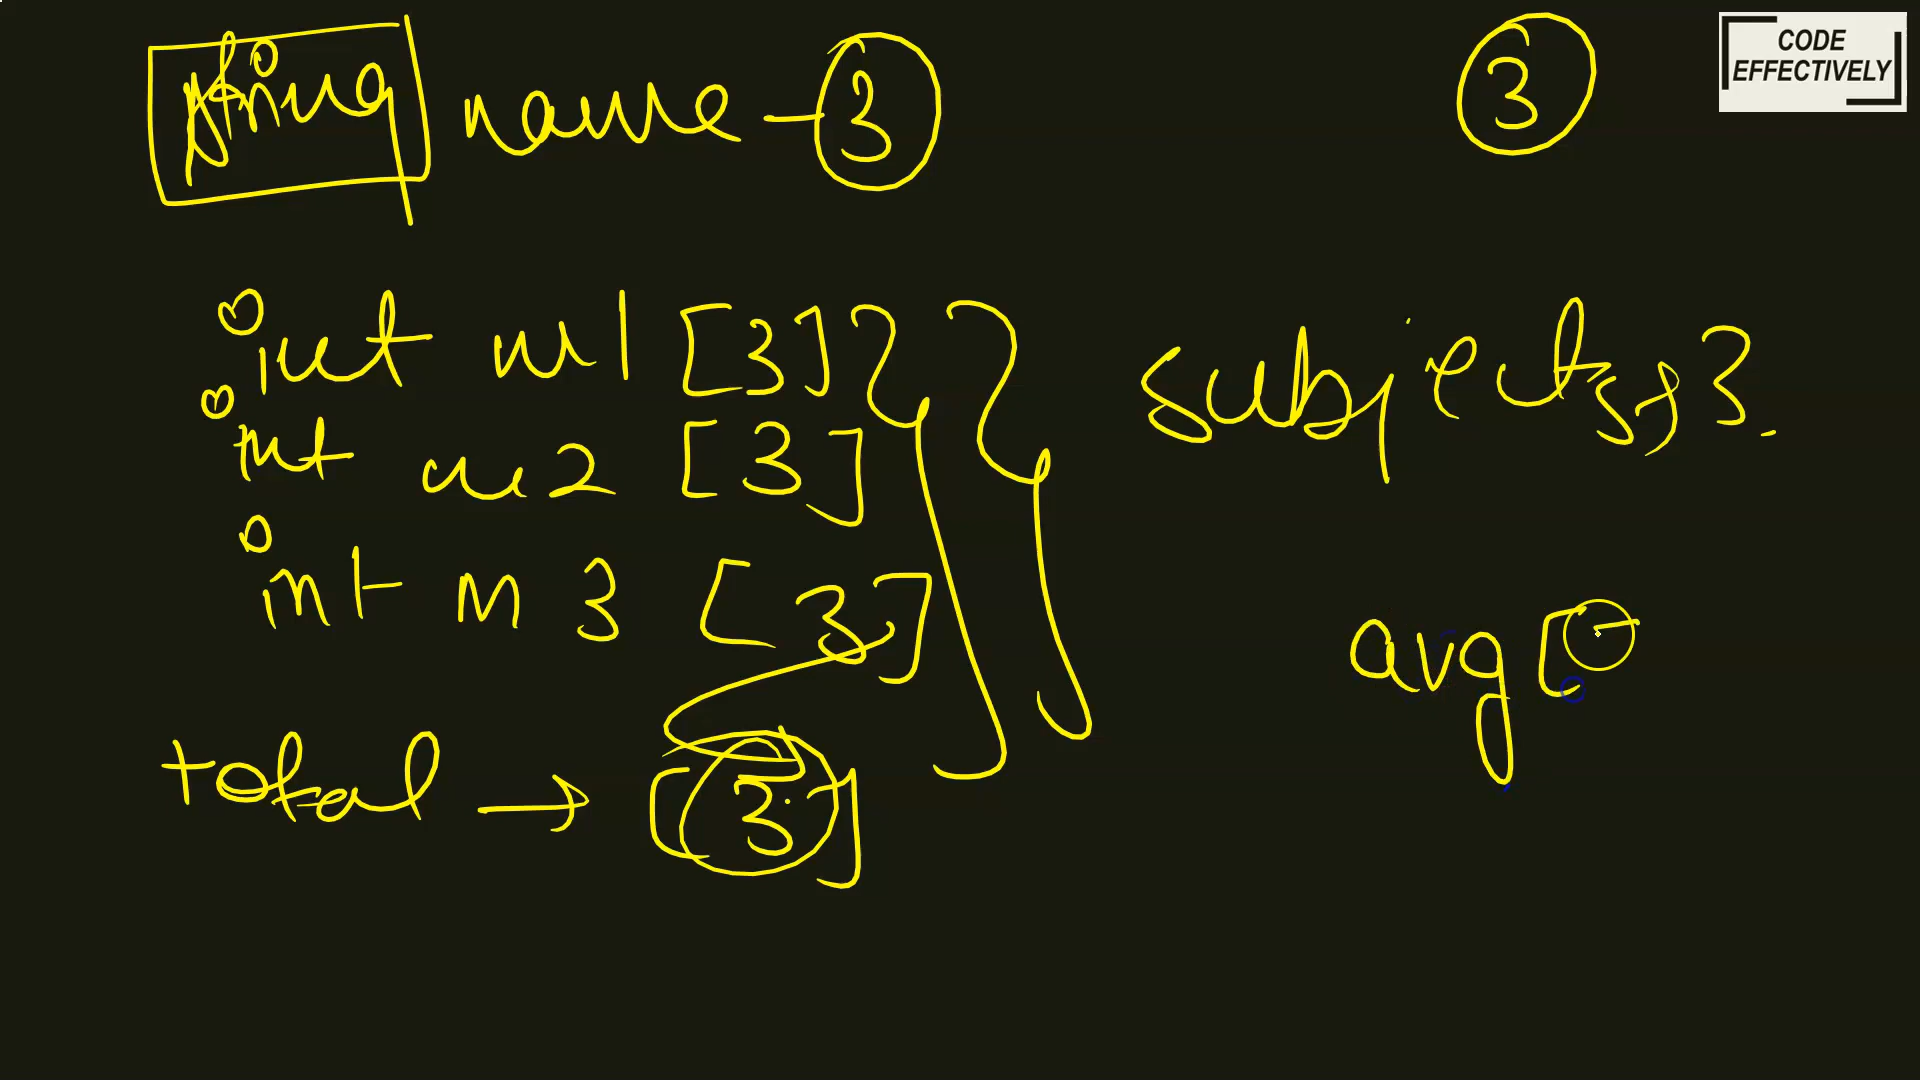 string name - 3
3
CODE
EFFECTIVELY
int m1 [3]
int m2 [3]
int m 3 [3]
subjects 3.
total → [3]
avg [